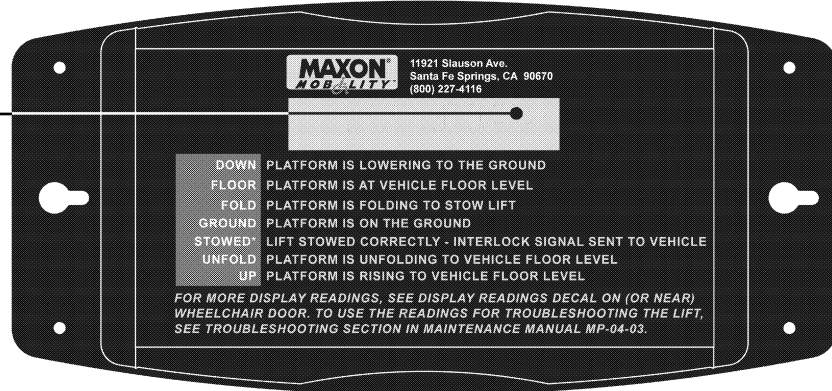 MAXON®
MOBILITY™
11921 Slauson Ave.
Santa Fe Springs, CA 90670
(800) 227-4116
DOWN PLATFORM IS LOWERING TO THE GROUND
FLOOR PLATFORM IS AT VEHICLE FLOOR LEVEL
FOLD PLATFORM IS FOLDING TO STOW LIFT
GROUND PLATFORM IS ON THE GROUND
STOWED* LIFT STOWED CORRECTLY - INTERLOCK SIGNAL SENT TO VEHICLE
UNFOLD PLATFORM IS UNFOLDING TO VEHICLE FLOOR LEVEL
UP PLATFORM IS RISING TO VEHICLE FLOOR LEVEL
FOR MORE DISPLAY READINGS, SEE DISPLAY READINGS DECAL ON (OR NEAR)
WHEELCHAIR DOOR. TO USE THE READINGS FOR TROUBLESHOOTING THE LIFT,
SEE TROUBLESHOOTING SECTION IN MAINTENANCE MANUAL MP-04-03.